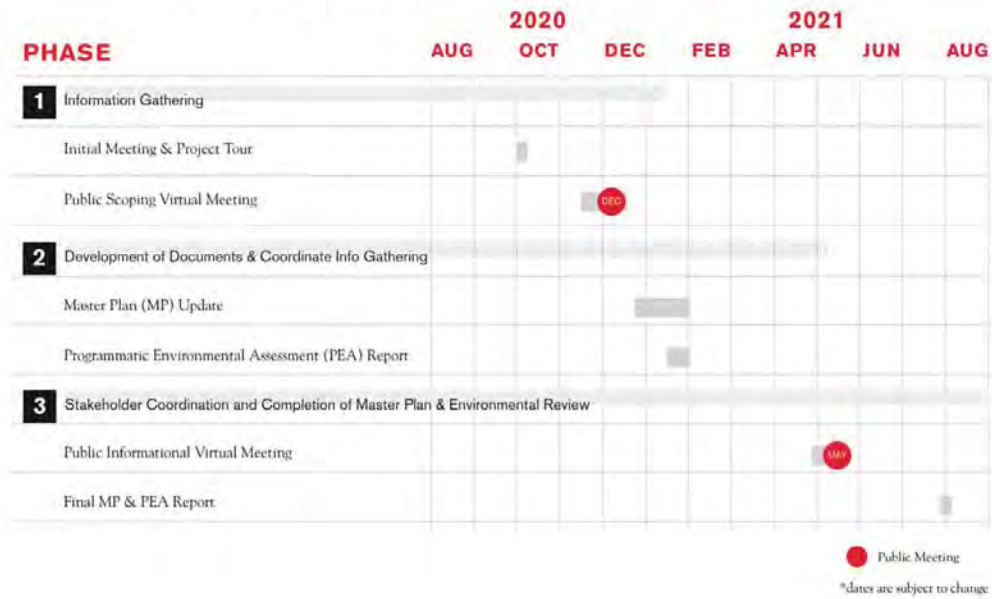 2020 2021
PHASE AUG OCT DEC FEB APR JUN AUG
1 Information Gathering
Initial Meeting & Project Tour
Public Scoping Virtual Meeting DEC
2 Development of Documents & Coordinate Info Gathering
Master Plan (MP) Update
Programmatic Environmental Assessment (PEA) Report
3 Stakeholder Coordination and Completion of Master Plan & Environmental Review
Public Informational Virtual Meeting MAY
Final MP & PEA Report
Public Meeting
*dates are subject to change